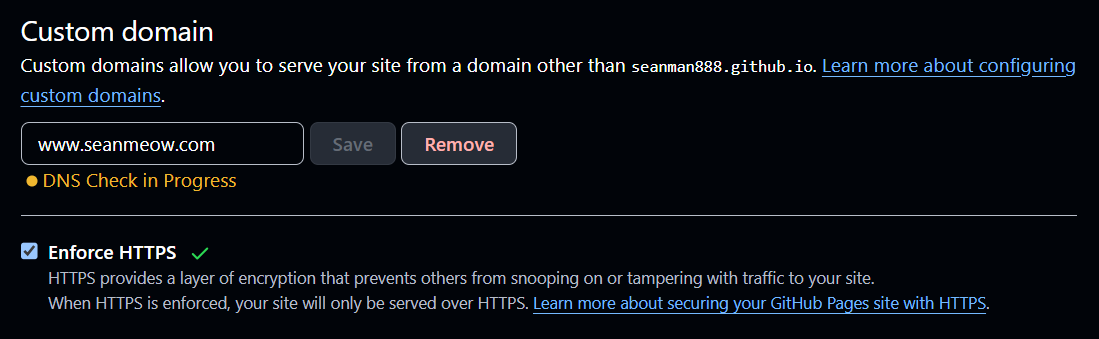 Custom domain
Custom domains allow you to serve your site from a domain other than seanman888.github.io. Learn more about configuring
custom domains.
www.seanmeow.com Save Remove
DNS Check in Progress
Enforce HTTPS
HTTPS provides a layer of encryption that prevents others from snooping on or tampering with traffic to your site.
When HTTPS is enforced, your site will only be served over HTTPS. Learn more about securing your GitHub Pages site with HTTPS.